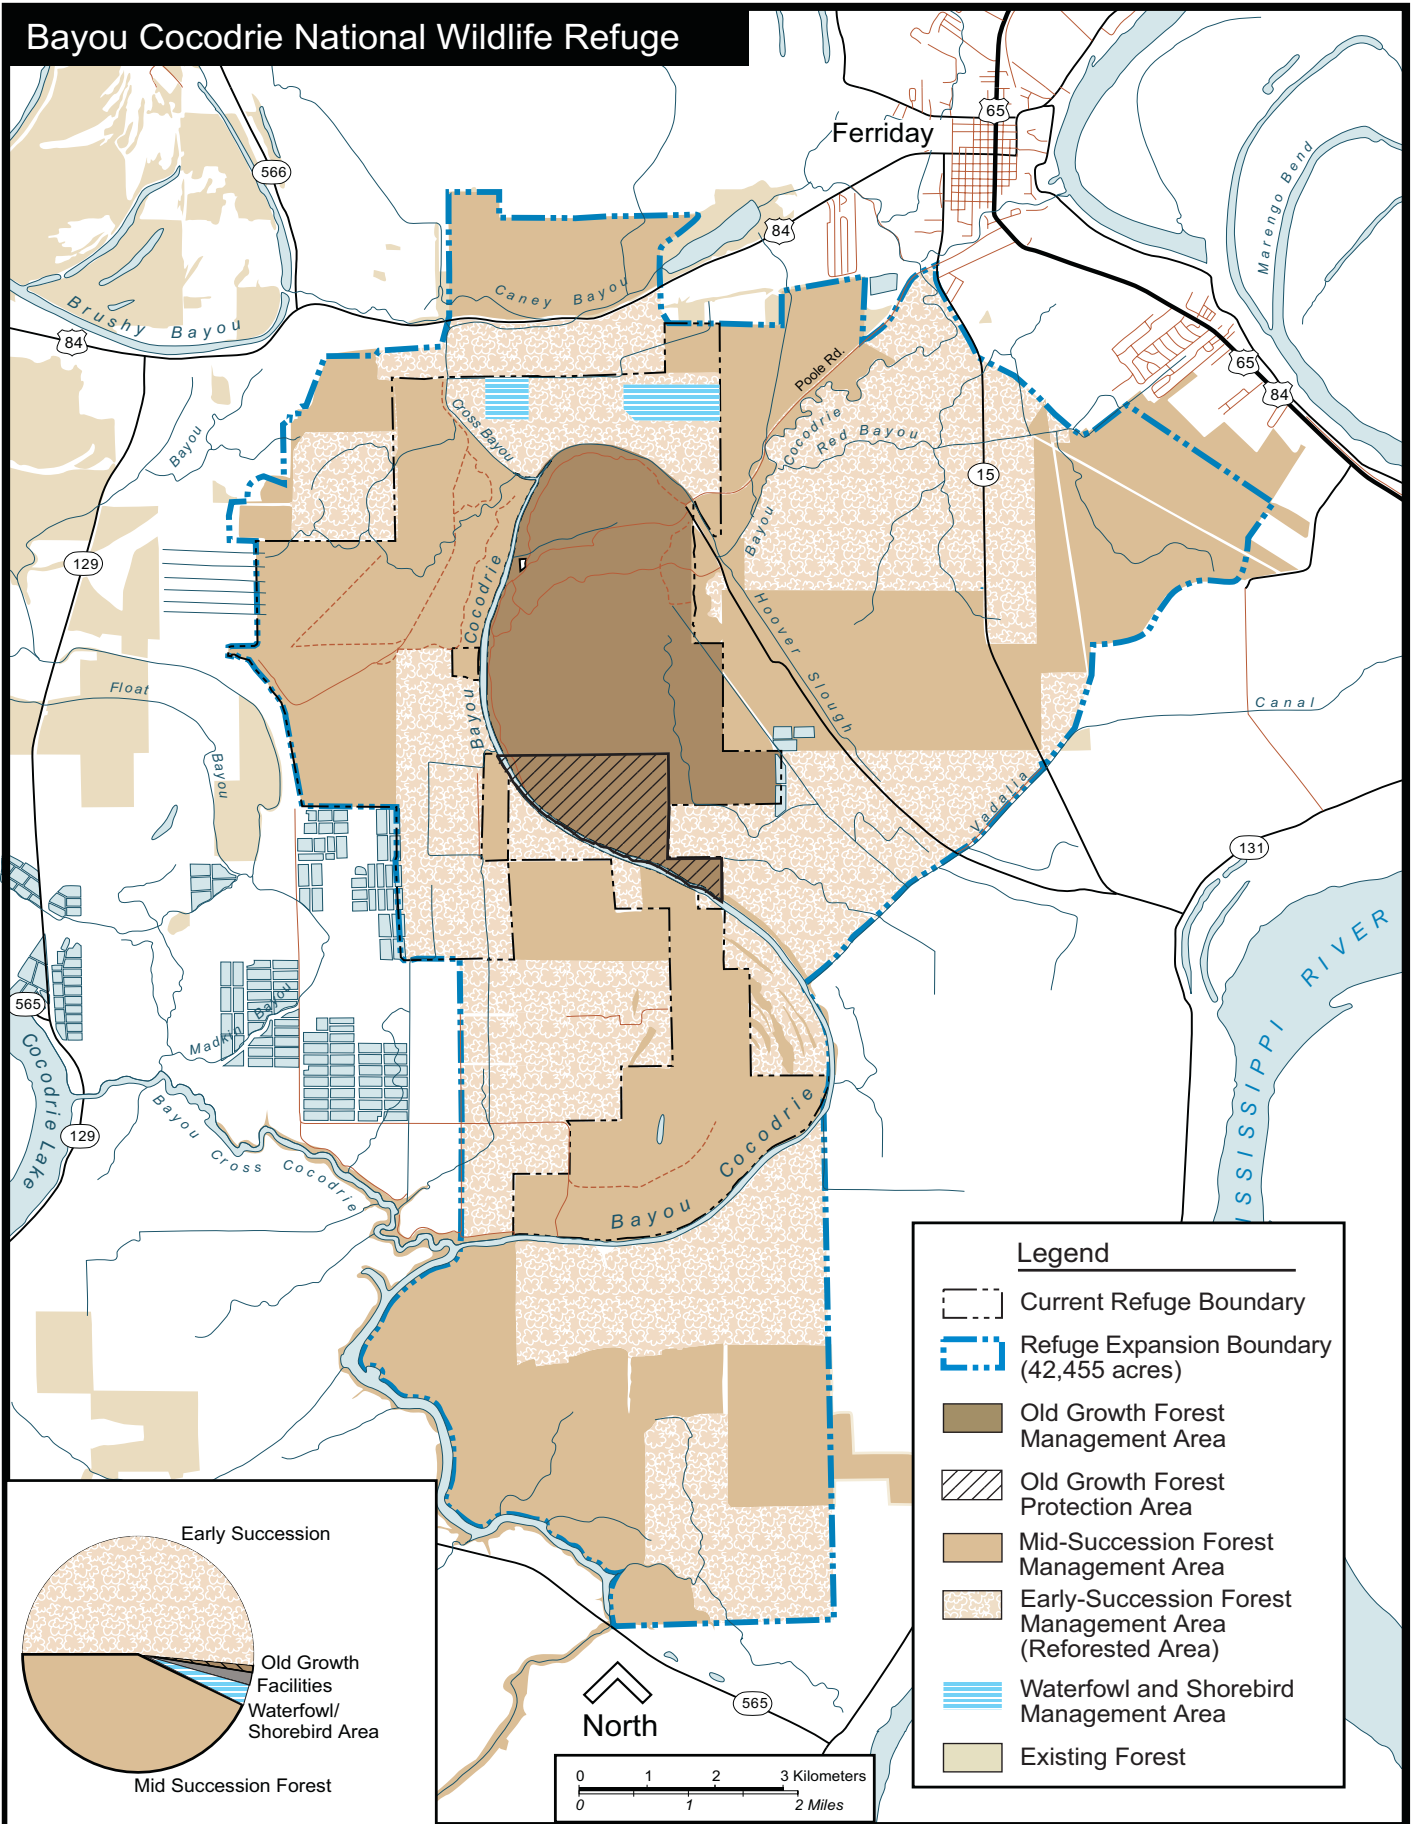 Bayou Cocodrie National Wildlife Refuge
65
Ferriday
566
84
Marengo Bend
Caney Bayou
Brushy Bayou
84
65
84
Poole Rd.
Cross Bayou
Cocodrie
Red Bayou
Bayou
15
Bayou
129
Bayou Cocodrie
Hoover Slough
Float
Bayou
Canal
Vadalia
131
MISSISSIPPI RIVER
565
Madkin Bayou
Cocodrie Lake
129
Bayou Cross Cocodrie
Bayou Cocodrie
Legend
Current Refuge Boundary
Refuge Expansion Boundary
(42,455 acres)
Old Growth Forest
Management Area
Old Growth Forest
Protection Area
Mid-Succession Forest
Management Area
Early-Succession Forest
Management Area
(Reforested Area)
Waterfowl and Shorebird
Management Area
Existing Forest
Early Succession
Old Growth
Facilities
Waterfowl/
Shorebird Area
Mid Succession Forest
565
North
0 1 2 3 Kilometers
0 1 2 Miles